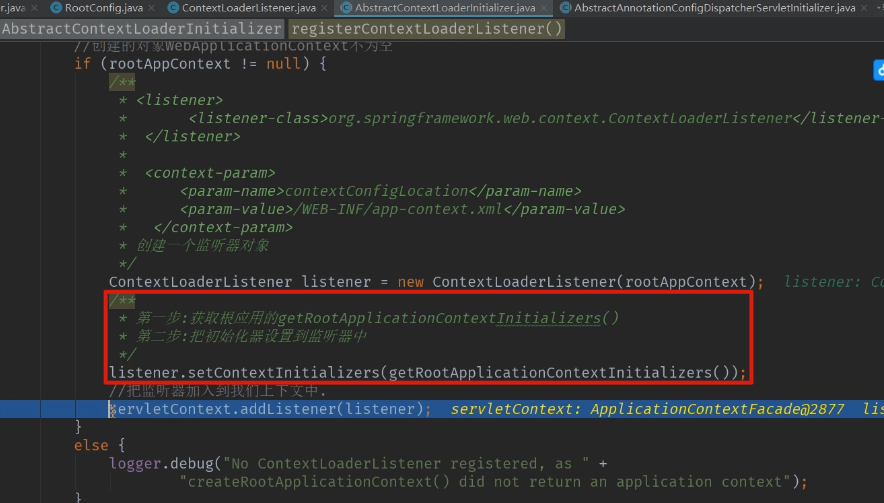 r.java × RootConfig.java × ContextLoaderListener.java × AbstractContextLoaderInitializer.java × AbstractAnnotationConfigDispatcherServletInitializer.java ×
AbstractContextLoaderInitializer registerContextLoaderListener()
//创建的对象WebApplicationContext不为空
if (rootAppContext != null) {
/**
* <listener>
* <listener-class>org.springframework.web.context.ContextLoaderListener</listener-
* </listener>
*
* <context-param>
* <param-name>contextConfigLocation</param-name>
* <param-value>/WEB-INF/app-context.xml</param-value>
* </context-param>
* 创建一个监听器对象
*/
ContextLoaderListener listener = new ContextLoaderListener(rootAppContext); listener: Co
/**
* 第一步:获取根应用的getRootApplicationContextInitializers()
* 第二步:把初始化器设置到监听器中
*/
listener.setContextInitializers(getRootApplicationContextInitializers());
//把监听器加入到我们上下文中.
servletContext.addListener(listener); servletContext: ApplicationContextFacade@2877 lis
}
else {
logger.debug("No ContextLoaderListener registered, as " +
"createRootApplicationContext() did not return an application context");
}